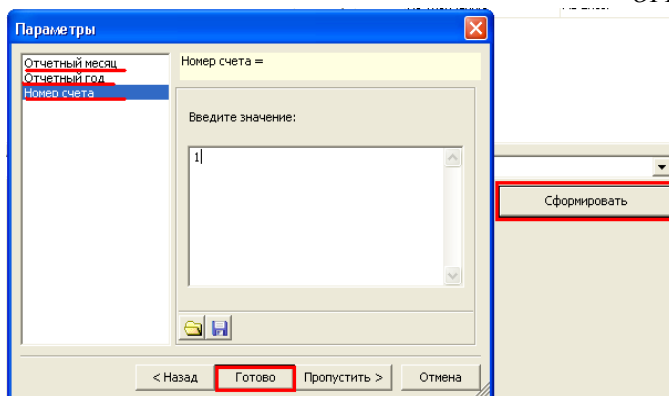 Параметры
Отчетный месяц
Отчетный год
Номер счета
Номер счета =
Введите значение:
1
Сформировать
< Назад
Готово
Пропустить >
Отмена